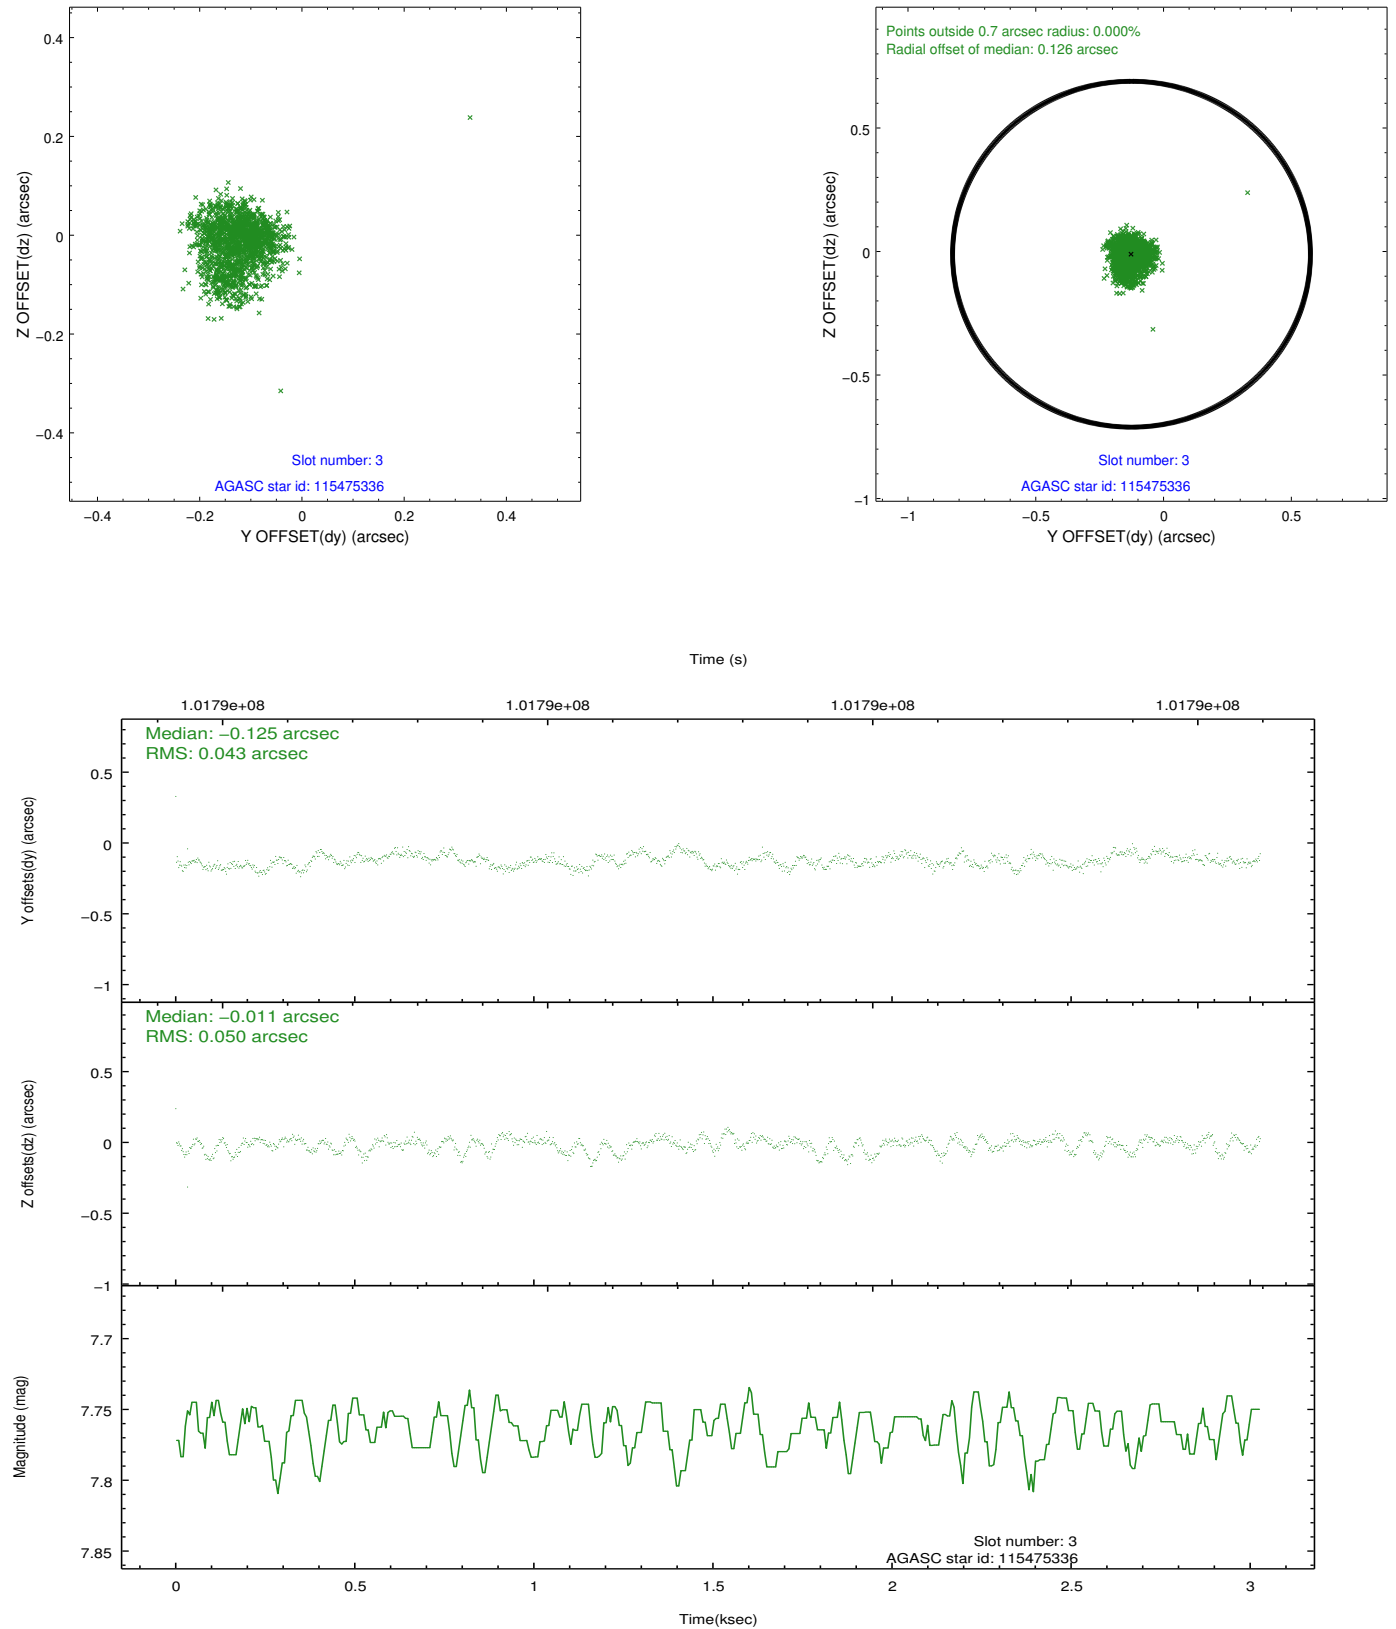 0.4
0.2
0
−0.2
−0.4
Z OFFSET(dz) (arcsec)
Slot number: 3
AGASC star id: 115475336
−0.4
−0.2
0
0.2
0.4
Y OFFSET(dy) (arcsec)
Points outside 0.7 arcsec radius: 0.000%
Radial offset of median: 0.126 arcsec
0.5
0
−0.5
−1
Z OFFSET(dz) (arcsec)
Slot number: 3
AGASC star id: 115475336
−1
−0.5
0
0.5
Y OFFSET(dy) (arcsec)
Time (s)
1.0179e+08
1.0179e+08
1.0179e+08
1.0179e+08
Median: −0.125 arcsec
RMS: 0.043 arcsec
0.5
0
−0.5
−1
Y offsets(dy) (arcsec)
Median: −0.011 arcsec
RMS: 0.050 arcsec
0.5
0
−0.5
−1
Z offsets(dz) (arcsec)
7.7
7.75
7.8
7.85
Magnitude (mag)
Slot number: 3
AGASC star id: 115475336
0
0.5
1
1.5
2
2.5
3
Time(ksec)